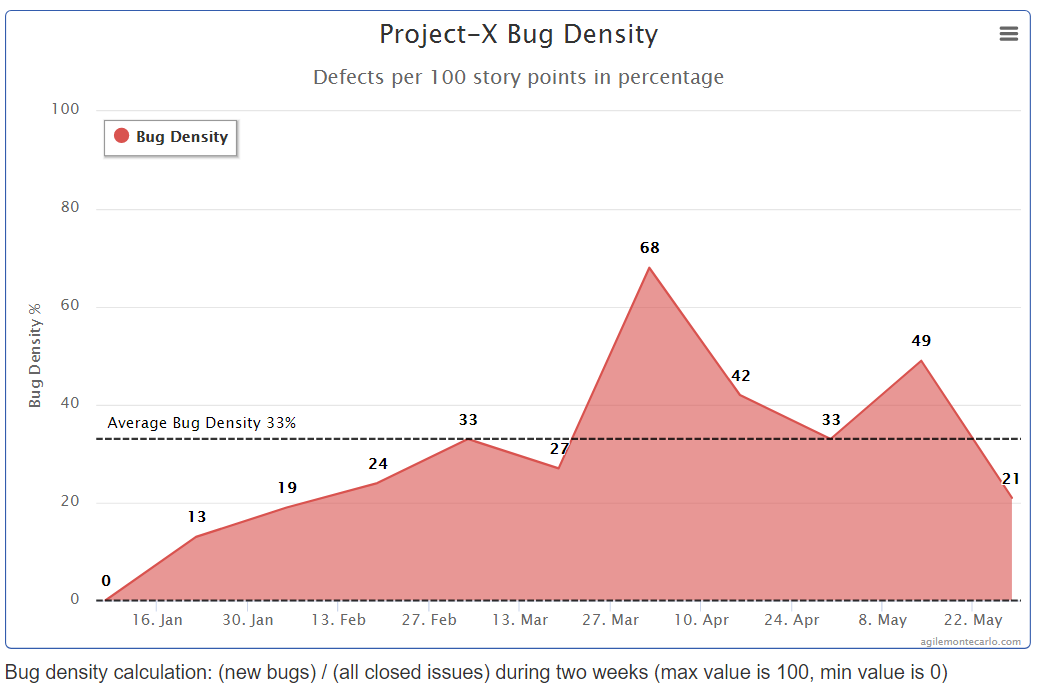 Project-X Bug Density
Defects per 100 story points in percentage
100
Bug Density
80
68
60
Bug Density %
49
42
40
Average Bug Density 33%
33
33
27
24
21
19
20
13
0
0
16. Jan
30. Jan
13. Feb
27. Feb
13. Mar
27. Mar
10. Apr
24. Apr
8. May
22. May
agilemontecarlo.com
Bug density calculation: (new bugs) / (all closed issues) during two weeks (max value is 100, min value is 0)